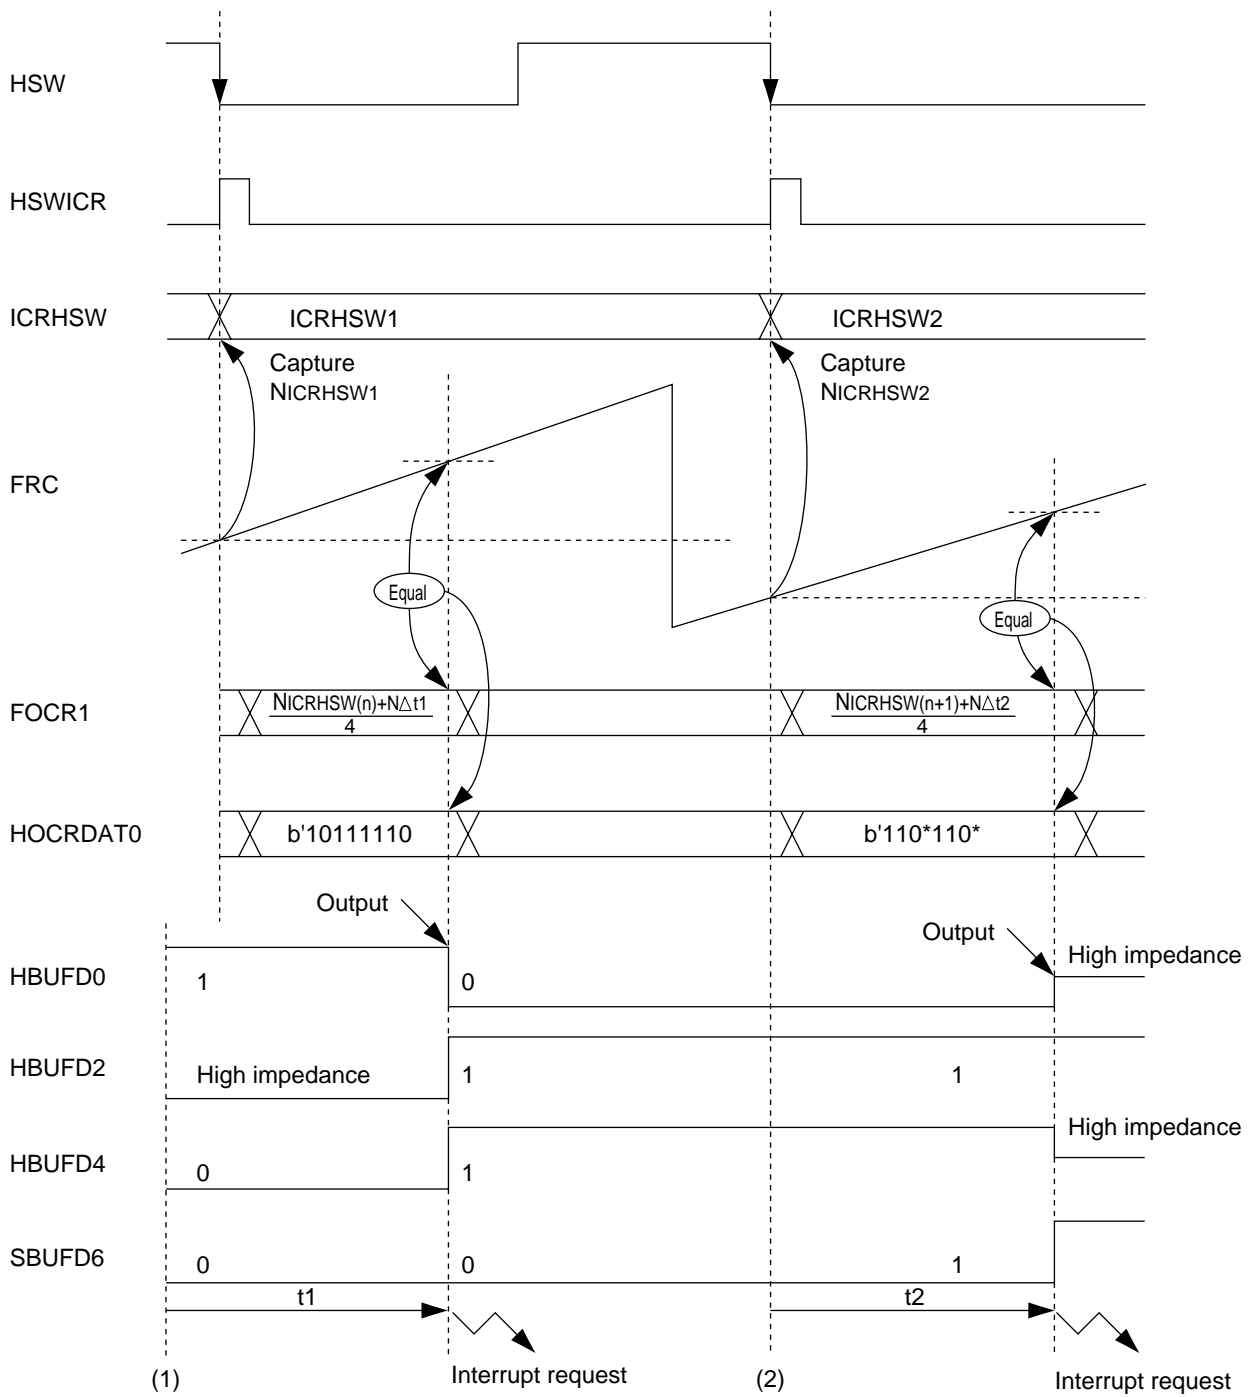 HSW
HSWICR
ICRHSW
ICRHSW1
ICRHSW2
Capture
NICRHSW1
Capture
NICRHSW2
FRC
Equal
Equal
FOCR1
NICRHSW(n)+N△t1
4
NICRHSW(n+1)+N△t2
4
HOCRDAT0
b'10111110
b'110*110*
Output
Output
High impedance
HBUFD0
1
0
HBUFD2
High impedance
1
1
High impedance
HBUFD4
0
1
SBUFD6
0
0
1
t1
t2
(1)
Interrupt request
(2)
Interrupt request